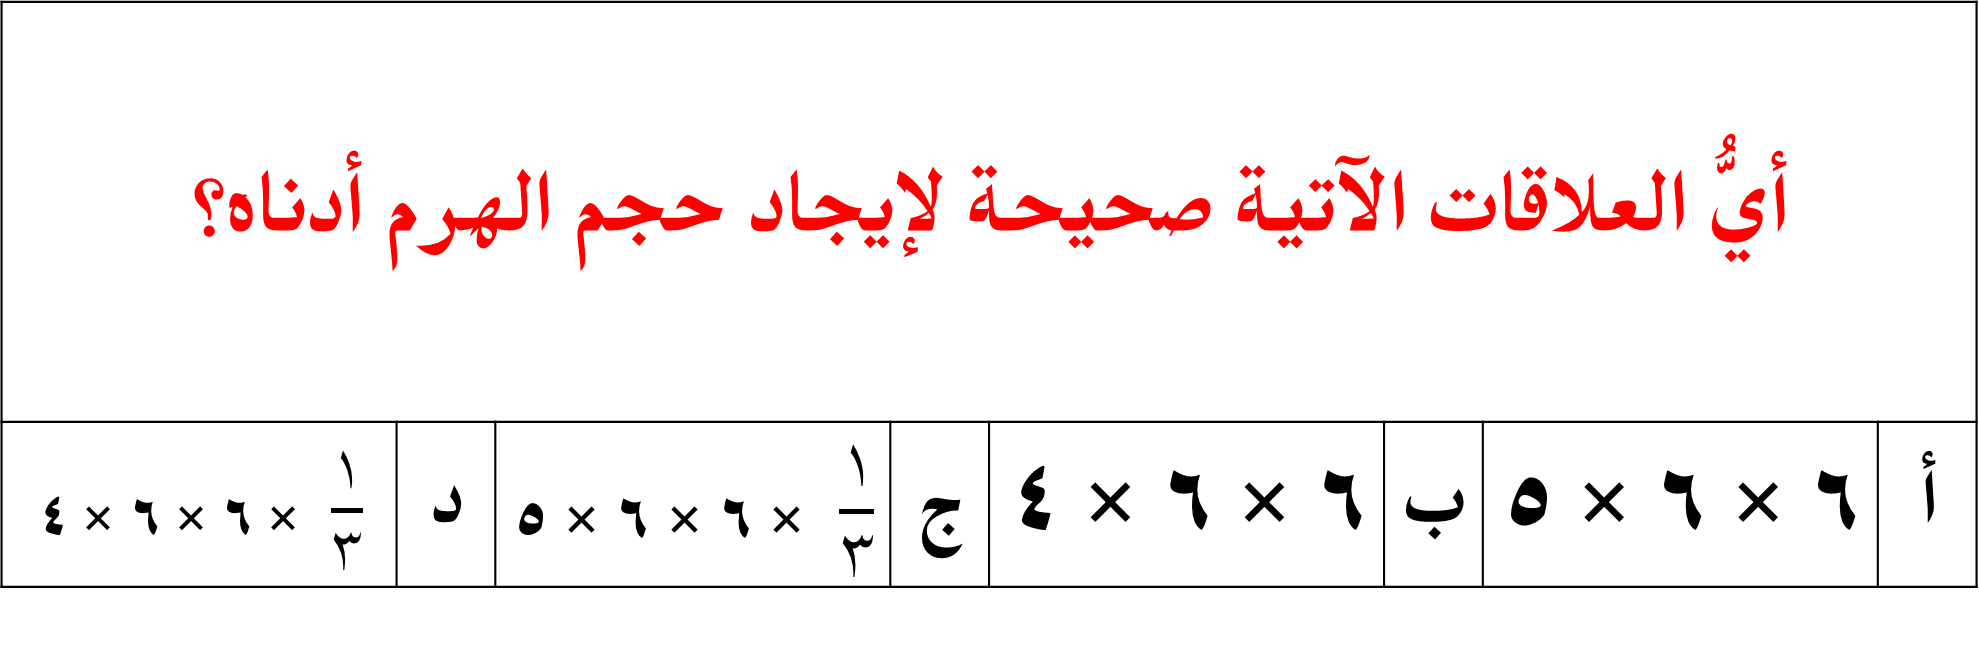 أيُّ العلاقات الآتية صحيحة لإيجاد حجم الهرم أدناه؟
أ ٦ × ٦ × ٥ ب ٦ × ٦ × ٤ ج ١/٣ × ٦ × ٦ × ٥ د ١/٣ × ٦ × ٦ × ٤